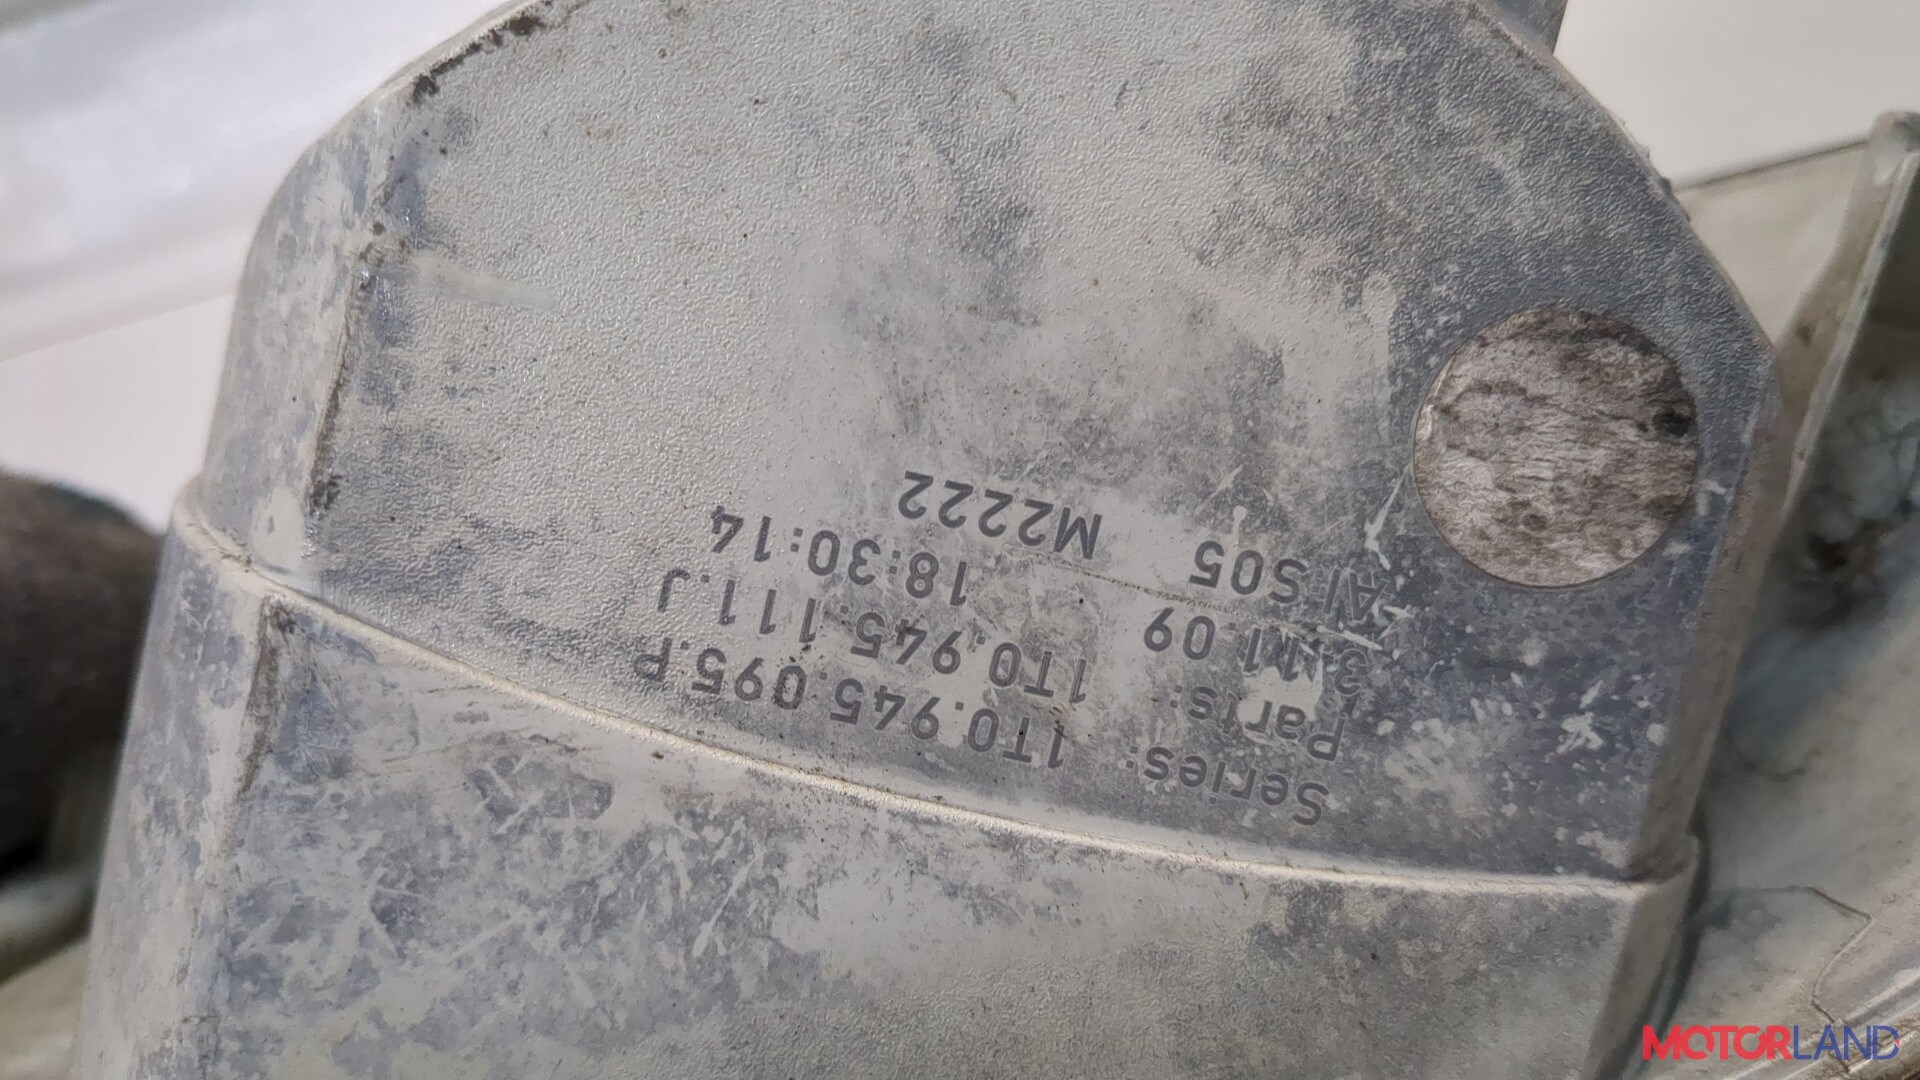 Series: 1T0.945.095.P
Parts: 1T0.945.111.J
3.11.09 18:30:14
AI S05 M2222
MOTORLAND